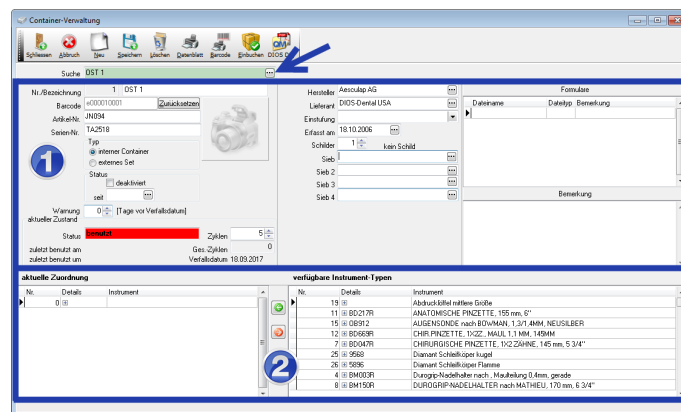 Container-Verwaltung
Schliessen Abbruch Neu Speichern Löschen Datenblatt Barcode Einbuchen DIOS
Suche OST 1
Nr./Bezeichnung 1 OST 1
Barcode e000010001 Zurücksetzen
Artikel-Nr. JN094
Serien-Nr. TA2518
Typ
interner Container
externes Set
Status
deaktiviert
seit
Warnung 0 [Tage vor Verfallsdatum]
aktueller Zustand
Status benutzt Zyklen 5
zuletzt benutzt am Ges.-Zyklen 0
zuletzt benutzt um Verfallsdatum 18.09.2017
1
Hersteller Aesculap AG
Lieferant DIOS-Dental USA
Einstufung
Erfasst am 18.10.2006
Schilder 1 kein Schild
Sieb
Sieb 2
Sieb 3
Sieb 4
Formulare
Dateiname Dateityp Bemerkung
Bemerkung
aktuelle Zuordnung
Nr. Details Instrument
0
verfügbare Instrument-Typen
Nr. Details Instrument
19 Abdrucklöffel mittlere Größe
11 BD217R ANATOMISCHE PINZETTE, 155 mm, 6"
15 OB912 AUGENSONDE nach BOWMAN, 1,3/1,4MM, NEUSILBER
12 BD669R CHIR.PINZETTE, 1X2Z., MAUL 1,1 MM, 145MM
7 BD047R CHIRURGISCHE PINZETTE, 1X2 ZÄHNE, 145 mm, 5 3/4"
25 9568 Diamant Schleifkörper kugel
26 5896 Diamant Schleifkörper Flamme
4 BM003R Durogrip-Nadelhalter nach , Maulteilung 0,4mm, gerade
8 BM150R DUROGRIP-NADELHALTER nach MATHIEU, 170 mm, 6 3/4"
2